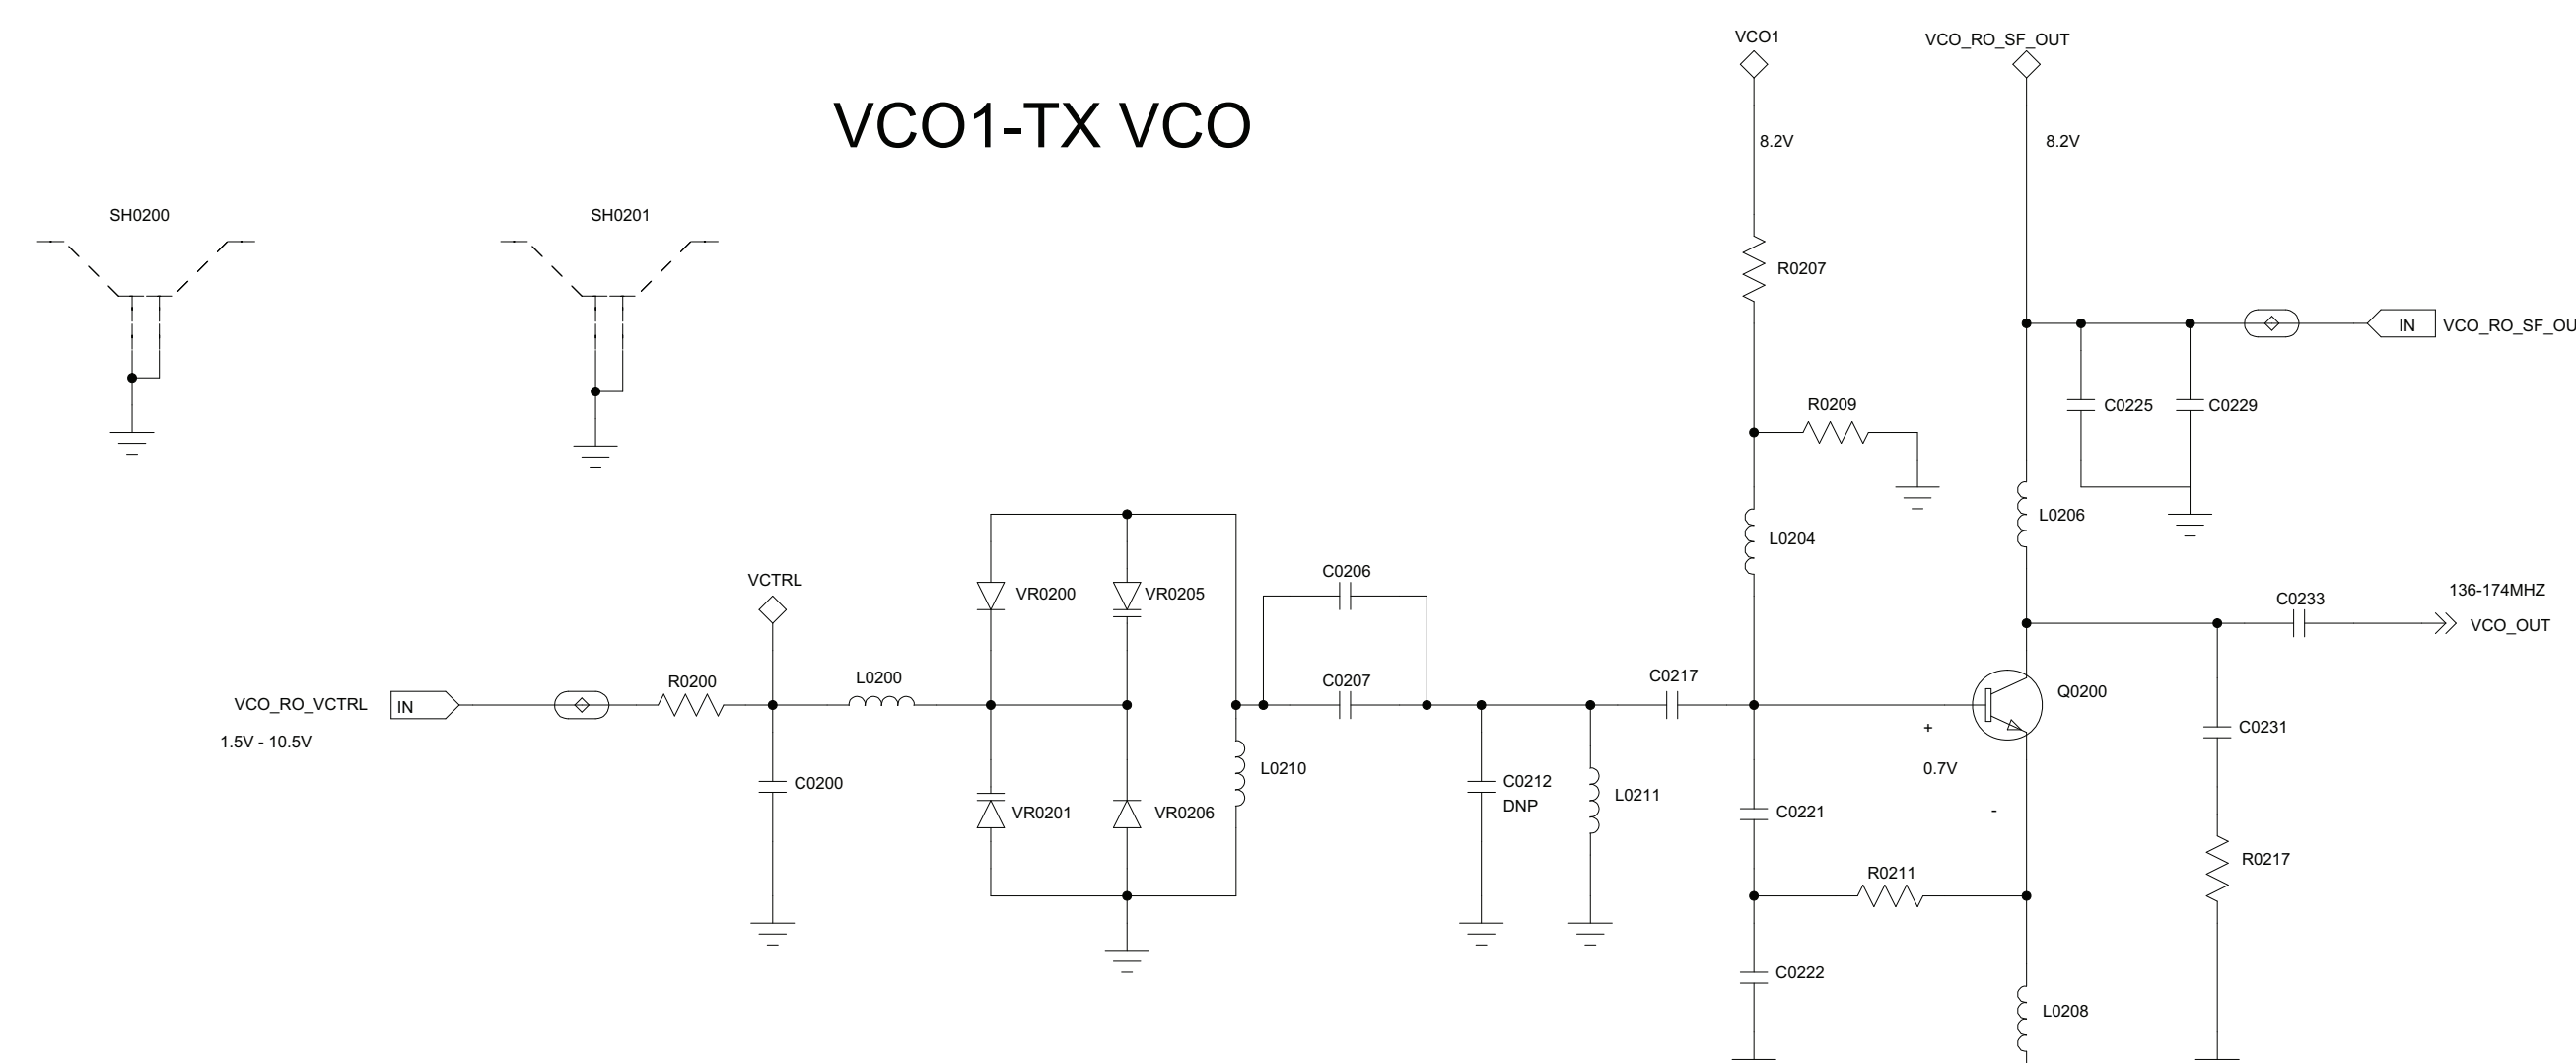 VCO1
VCO_RO_SF_OUT
VCO1-TX VCO
8.2V
8.2V
SH0200
SH0201
R0207
IN
VCO_RO_SF_OU
R0209
C0225
C0229
L0206
L0204
C0206
VCTRL
VR0200
VR0205
136-174MHZ
C0233
VCO_OUT
R0200
L0200
C0207
C0217
Q0200
VCO_RO_VCTRL
IN
1.5V - 10.5V
+
C0231
0.7V
L0210
C0200
C0212
DNP
L0211
VR0201
VR0206
C0221
-
R0211
R0217
C0222
L0208